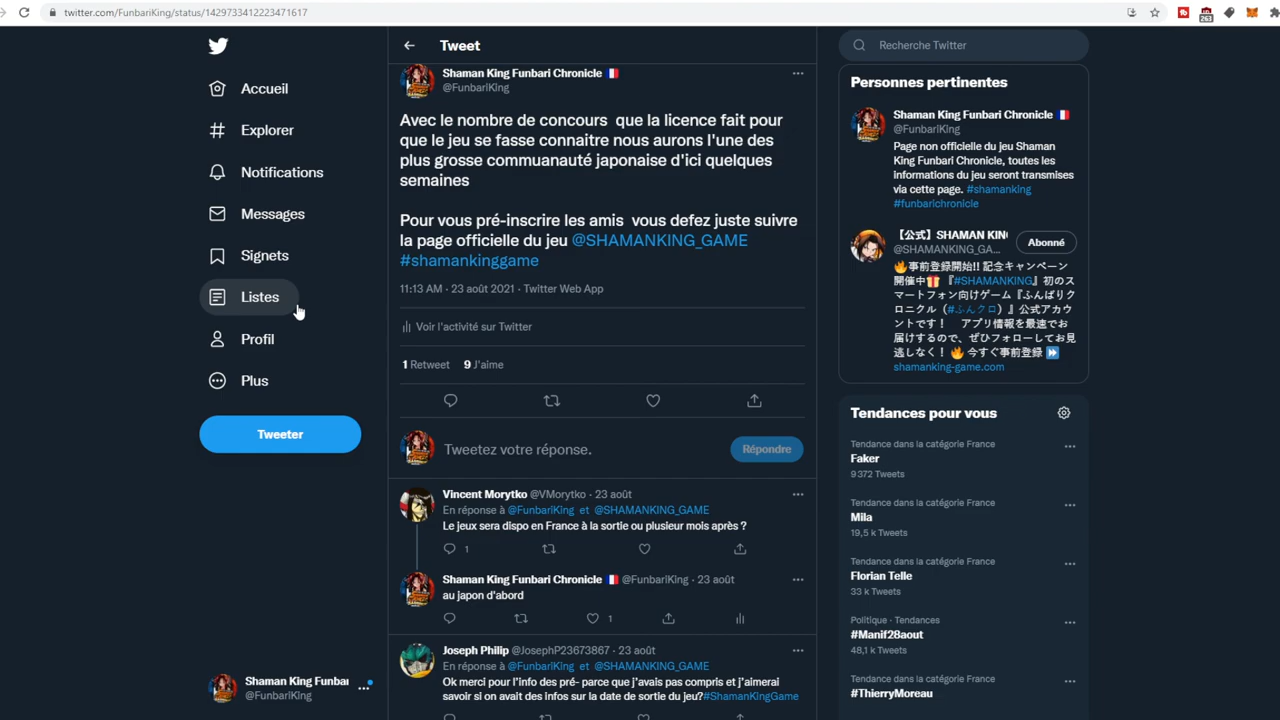 twitter.com/FunbariKing/status/1429733412223471617
263
Accueil
Explorer
Notifications
Messages
Signets
Listes
Profil
Plus
Tweeter
Shaman King Funbar
@FunbariKing
Tweet
Shaman King Funbari Chronicle
@FunbariKing
Avec le nombre de concours que la licence fait pour
que le jeu se fasse connaitre nous aurons l'une des
plus grosse commuanauté japonaise d'ici quelques
semaines
Pour vous pré-inscrire les amis vous defez juste suivre
la page officielle du jeu @SHAMANKING_GAME
#shamankinggame
11:13 AM · 23 août 2021 · Twitter Web App
Voir l'activité sur Twitter
1 Retweet 9 J'aime
Tweetez votre réponse.
Répondre
Vincent Morytko @VMorytko · 23 août
En réponse à @FunbariKing et @SHAMANKING_GAME
Le jeux sera dispo en France à la sortie ou plusieur mois après ?
1
Shaman King Funbari Chronicle @FunbariKing · 23 août
au japon d'abord
1
Joseph Philip @JosephP23673867 · 23 août
En réponse à @FunbariKing et @SHAMANKING_GAME
Ok merci pour l'info des pré- parce que j'avais pas compris et j'aimerai
savoir si on avait des infos sur la date de sortie du jeu?#ShamanKingGame
Recherche Twitter
Personnes pertinentes
Shaman King Funbari Chronicle
@FunbariKing
Page non officielle du jeu Shaman
King Funbari Chronicle, toutes les
informations du jeu seront transmises
via cette page. #shamanking
#funbarichronicle
【公式】SHAMAN KIN
@SHAMANKING_GA...
Abonné
🔥事前登録開始!! 記念キャンペーン
開催中🎁『#SHAMANKING』初のス
マートフォン向けゲーム『ふんばりク
ロニクル（#ふんクロ）』公式アカウ
ントです！ アプリ情報を最速でお
届けするので、ぜひフォローしてお見
逃しなく！🔥 今すぐ事前登録 ⏩
shamanking-game.com
Tendances pour vous
Tendance dans la catégorie France
Faker
9 372 Tweets
Tendance dans la catégorie France
Mila
19,5 k Tweets
Tendance dans la catégorie France
Florian Telle
33 k Tweets
Politique · Tendances
#Manif28aout
48,1 k Tweets
Tendance dans la catégorie France
#ThierryMoreau